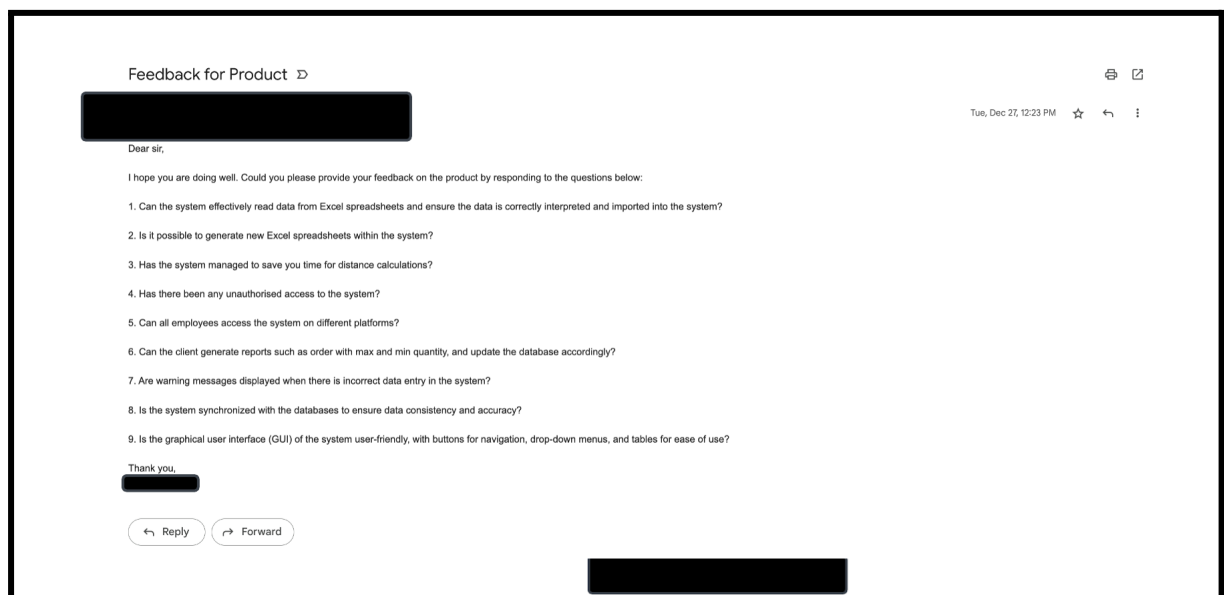 Feedback for Product
Tue, Dec 27, 12:23 PM
Dear sir,
I hope you are doing well. Could you please provide your feedback on the product by responding to the questions below:
1. Can the system effectively read data from Excel spreadsheets and ensure the data is correctly interpreted and imported into the system?
2. Is it possible to generate new Excel spreadsheets within the system?
3. Has the system managed to save you time for distance calculations?
4. Has there been any unauthorised access to the system?
5. Can all employees access the system on different platforms?
6. Can the client generate reports such as order with max and min quantity, and update the database accordingly?
7. Are warning messages displayed when there is incorrect data entry in the system?
8. Is the system synchronized with the databases to ensure data consistency and accuracy?
9. Is the graphical user interface (GUI) of the system user-friendly, with buttons for navigation, drop-down menus, and tables for ease of use?
Thank you,
Reply Forward